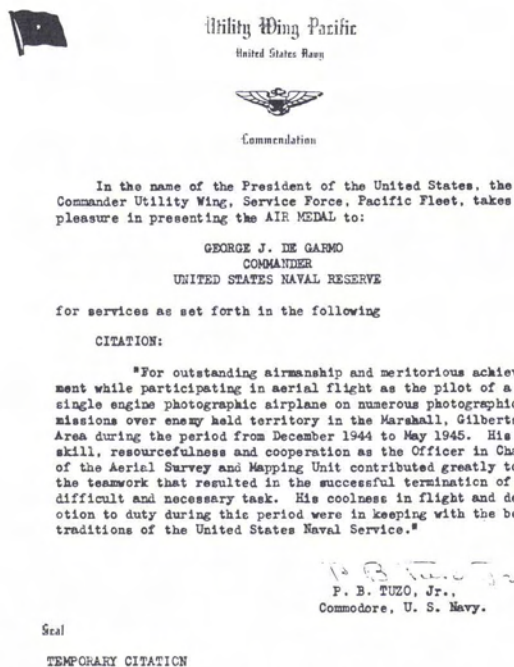 Utility Wing Pacific
United States Navy
Commendation
In the name of the President of the United States, the
Commander Utility Wing, Service Force, Pacific Fleet, takes
pleasure in presenting the AIR MEDAL to:
GEORGE J. DE GARMO
COMMANDER
UNITED STATES NAVAL RESERVE
for services as set forth in the following
CITATION:
"For outstanding airmanship and meritorious achiev
ment while participating in aerial flight as the pilot of a
single engine photographic airplane on numerous photographic
missions over enemy held territory in the Marshall, Gilberts
Area during the period from December 1944 to May 1945. His
skill, resourcefulness and cooperation as the Officer in Cha
of the Aerial Survey and Mapping Unit contributed greatly to
the teamwork that resulted in the successful termination of
difficult and necessary task. His coolness in flight and de
otion to duty during this period were in keeping with the be
traditions of the United States Naval Service."
P B Tuzo Jr
P. B. TUZO, Jr.,
Commodore, U. S. Navy.
Seal
TEMPORARY CITATION